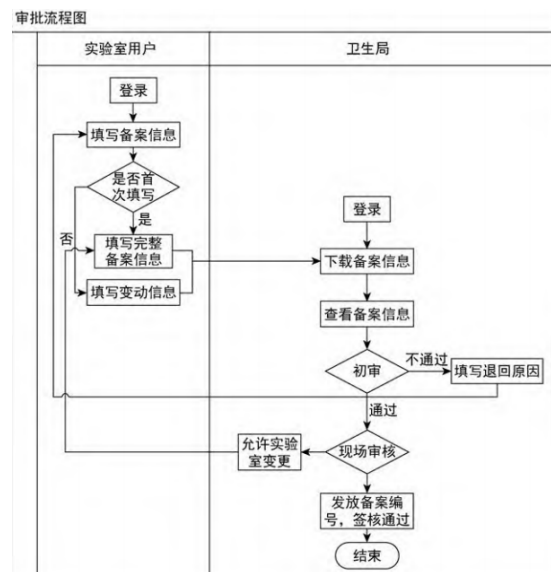 审批流程图
实验室用户
卫生局
登录
填写备案信息
是否首
次填写
是
否
填写完整
备案信息
填写变动信息
登录
下载备案信息
查看备案信息
初审
不通过
填写退回原因
通过
允许实验
室变更
现场审核
发放备案编
号,签核通过
结束